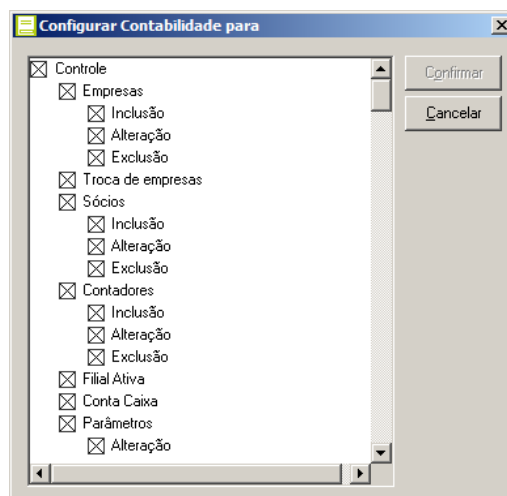 Configurar Contabilidade para
Controle
Empresas
Inclusão
Alteração
Exclusão
Troca de empresas
Sócios
Inclusão
Alteração
Exclusão
Contadores
Inclusão
Alteração
Exclusão
Filial Ativa
Conta Caixa
Parâmetros
Alteração
Confirmar
Cancelar